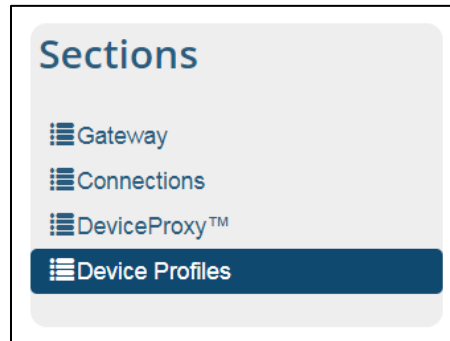 Sections
Gateway
Connections
DeviceProxy™
Device Profiles